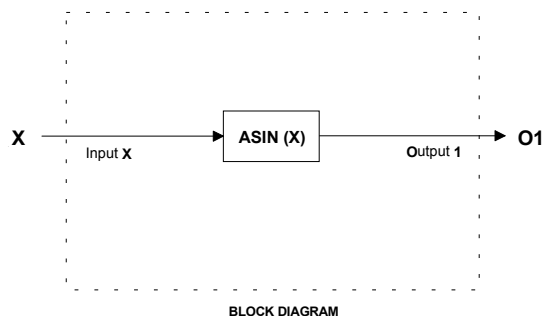 X
Input X
ASIN (X)
Output 1
O1
BLOCK DIAGRAM